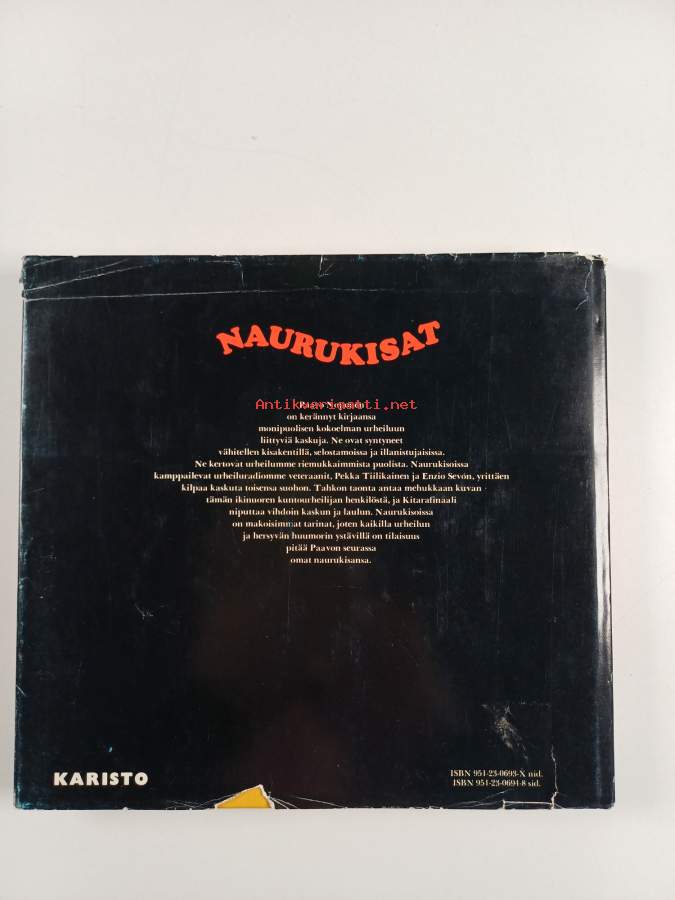 NAURUKISAT
Antikvariaatit.net
Paavo Noponen
on kerännyt kirjaansa
monipuolisen kokoelman urheiluun
liittyviä kaskuja. Ne ovat syntyneet
vähitellen kisakentillä, selostamoissa ja illanistujaisissa.
Ne kertovat urheilumme riemukkaimmista puolista. Naurukisoissa
kamppailevat urheiluradiomme veteraanit, Pekka Tiilikainen ja Enzio Sevón, yrittäen
kilpaa kaskuta toisensa suohon. Tahkon taonta antaa mehukkaan kuvan
tämän ikinuoren kuntourheilijan henkilöstä, ja Kitarafinaali
niputtaa vihdoin kaskun ja laulun. Naurukisoissa
on makoisimmat tarinat, joten kaikilla urheilun
ja hersyvän huumorin ystävillä on tilaisuus
pitää Paavon seurassa
omat naurukisansa.
KARISTO
ISBN 951-23-0693-X nid.
ISBN 951-23-0694-8 sid.